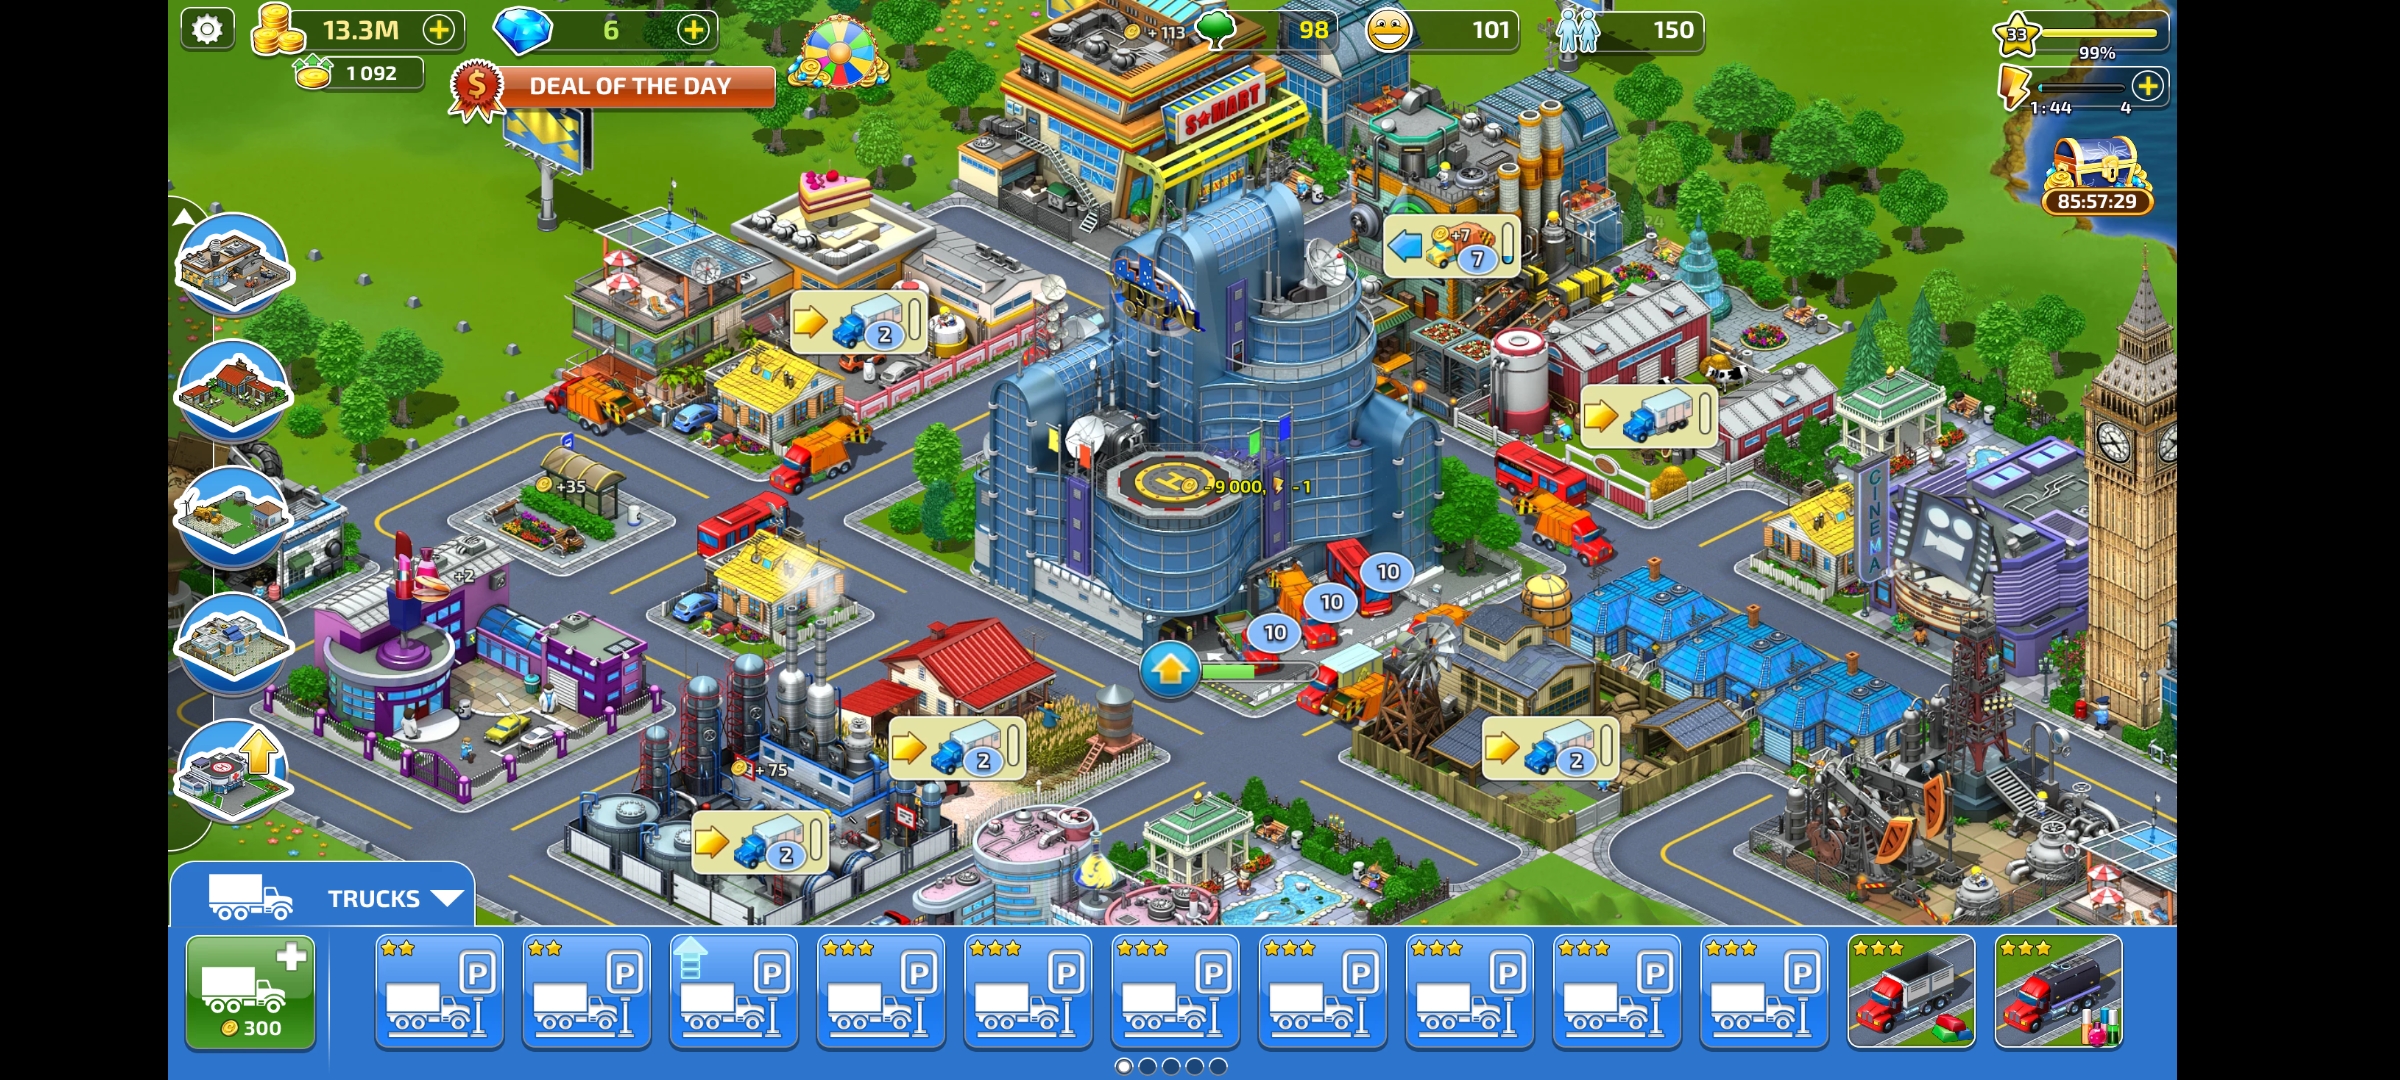 13.3M
6
+113
98
101
150
33
99%
1 092
DEAL OF THE DAY
1:44
4
S★MART
85:57:29
+7
7
2
+35
-9 000,
-1
CINEMA
+2
10
10
10
2
2
+75
2
TRUCKS
300
P
P
P
P
P
P
P
P
P
P